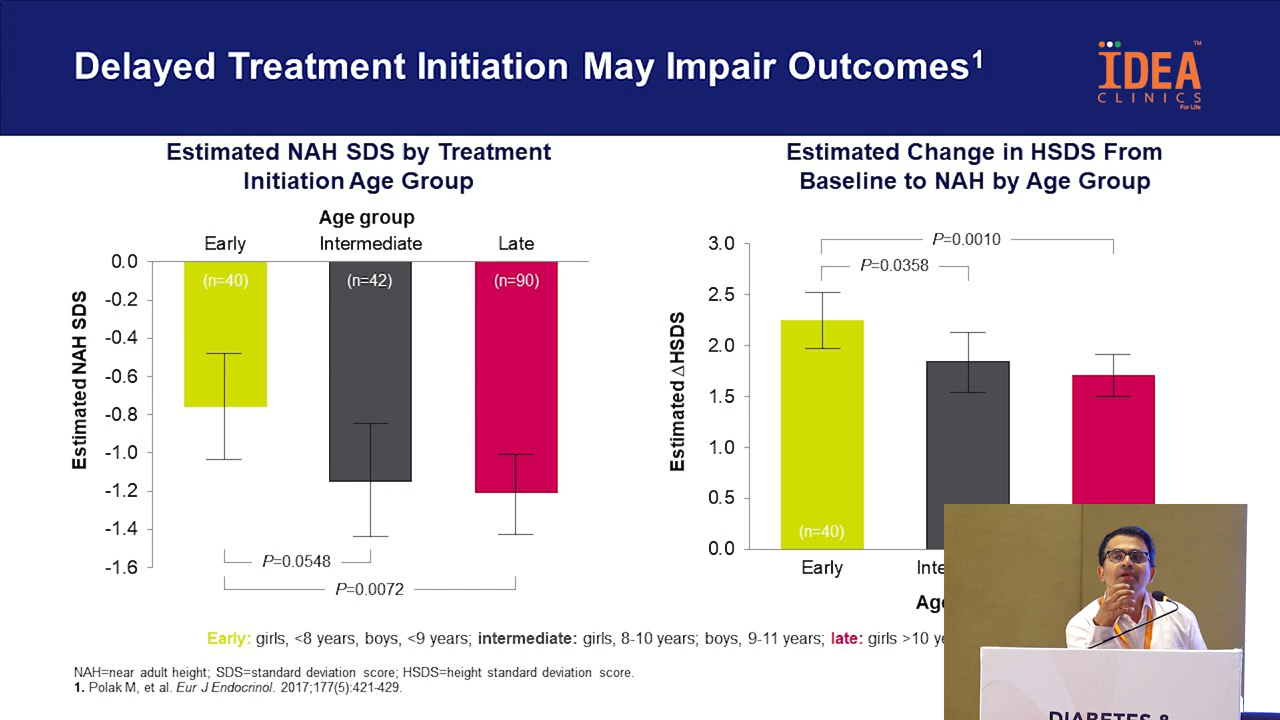 Delayed Treatment Initiation May Impair Outcomes¹
IDEA™
CLINICS
For Life
Estimated NAH SDS by Treatment
Initiation Age Group
Age group
Early Intermediate Late
0.0
-0.2
-0.4
-0.6
-0.8
-1.0
-1.2
-1.4
-1.6
Estimated NAH SDS
(n=40) (n=42) (n=90)
P=0.0548
P=0.0072
Estimated Change in HSDS From
Baseline to NAH by Age Group
3.0
2.5
2.0
1.5
1.0
0.5
0.0
Estimated ΔHSDS
P=0.0010
P=0.0358
(n=40)
Early
Early: girls, <8 years, boys, <9 years; intermediate: girls, 8-10 years; boys, 9-11 years; late: girls >10
NAH=near adult height; SDS=standard deviation score; HSDS=height standard deviation score.
1. Polak M, et al. Eur J Endocrinol. 2017;177(5):421-429.
DIABETES &